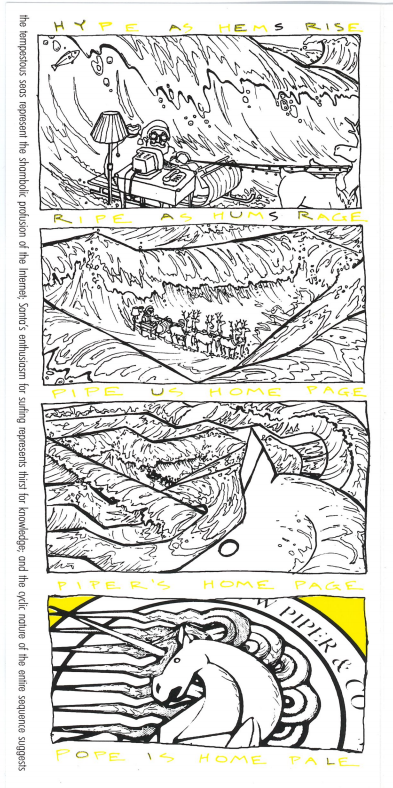 HYPE AS HEMS RISE
RIPE AS HUMS RAGE
PIPE US HOME PAGE
PIPER'S HOME PAGE
W PIPER & CO
POPE IS HOME PALE
the tempestous seas represent the shambolic profusion of the Internet; Santa's enthusiasm for surfing represents thirst for knowledge; and the cyclic nature of the entire sequence suggests